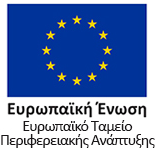 Ευρωπαϊκή Ένωση
Ευρωπαϊκό Ταμείο
Περιφερειακής Ανάπτυξης